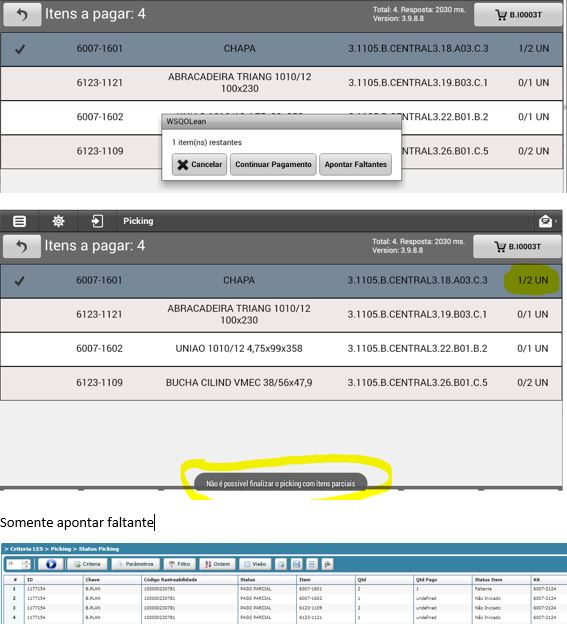 Itens a pagar: 4
Total: 4. Resposta: 2030 ms.
Version: 3.9.8.8
B.I0003T
6007-1601 CHAPA 3.1105.B.CENTRAL3.18.A03.C.3 1/2 UN
6123-1121 ABRACADEIRA TRIANG 1010/12 3.1105.B.CENTRAL3.19.B03.C.1 0/1 UN
100x230
6007-1602 3.22.B01.B.2 0/1 UN
6123-1109 3.26.B01.C.5 0/2 UN
WSQOLean
1 item(ns) restantes
Cancelar Continuar Pagamento Apontar Faltantes
Picking
Itens a pagar: 4
Total: 4. Resposta: 2030 ms.
Version: 3.9.8.8
B.I0003T
6007-1601 CHAPA 3.1105.B.CENTRAL3.18.A03.C.3 1/2 UN
6123-1121 ABRACADEIRA TRIANG 1010/12 3.1105.B.CENTRAL3.19.B03.C.1 0/1 UN
100x230
6007-1602 UNIAO 1010/12 4,75x99x358 3.1105.B.CENTRAL3.22.B01.B.2 0/1 UN
6123-1109 BUCHA CILIND VMEC 38/56x47,9 3.1105.B.CENTRAL3.26.B01.C.5 0/2 UN
Não é possível finalizar o picking com itens parciais
Somente apontar faltante
> Criteria LES > Picking > Status Picking
15 Criteria Parâmetros Filtro Ordem Visão
# ID Chave Código Rastreabilidade Status Item Qtd Qtd Pago Status Item Kit
1 1177154 B.PLAN 100000230781 PAGO PARCIAL 6007-1601 2 1 Faltante 6007-2124
2 1177154 B.PLAN 100000230781 PAGO PARCIAL 6007-1602 1 undefined Não Iniciado 6007-2124
3 1177154 B.PLAN 100000230781 PAGO PARCIAL 6123-1109 2 undefined Não Iniciado 6007-2124
4 1177154 B.PLAN 100000230781 PAGO PARCIAL 6123-1121 1 undefined Não Iniciado 6007-2124